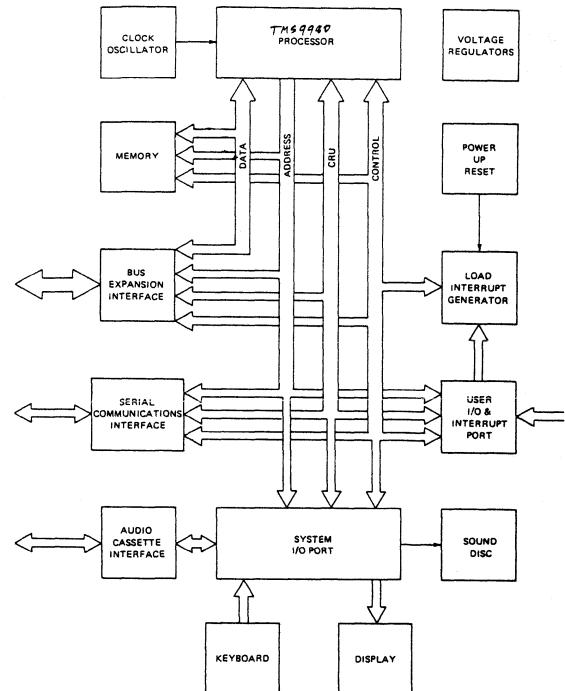 CLOCK
OSCILLATOR
TMS9980
PROCESSOR
VOLTAGE
REGULATORS
MEMORY
DATA
ADDRESS
CRU
CONTROL
POWER
UP
RESET
BUS
EXPANSION
INTERFACE
LOAD
INTERRUPT
GENERATOR
SERIAL
COMMUNICATIONS
INTERFACE
USER
I/O &
INTERRUPT
PORT
AUDIO
CASSETTE
INTERFACE
SYSTEM
I/O PORT
SOUND
DISC
KEYBOARD
DISPLAY